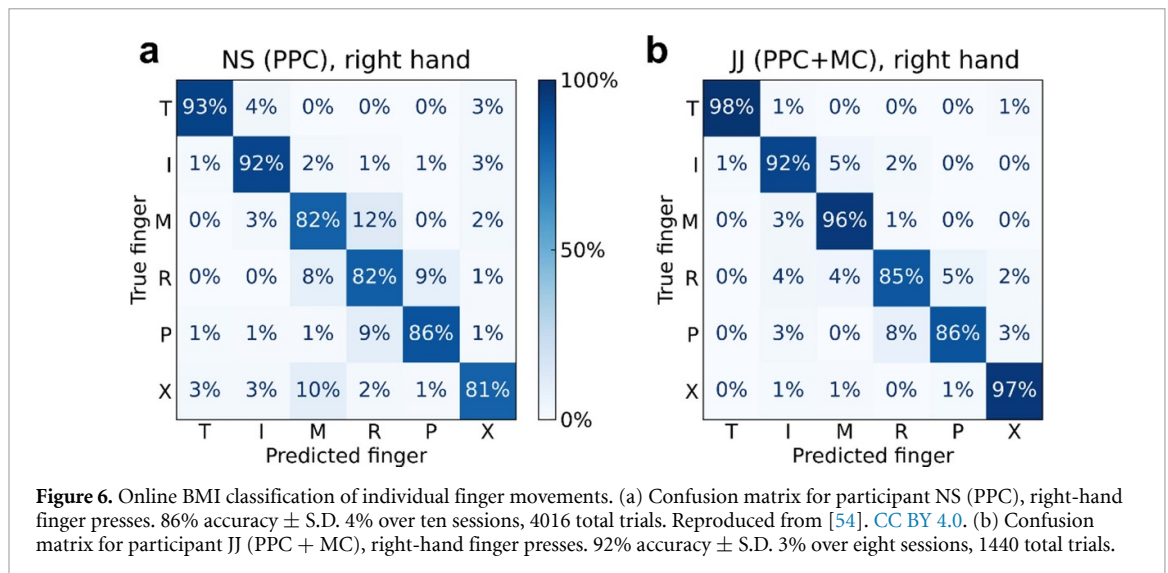 a
NS (PPC), right hand
T 93% 4% 0% 0% 0% 3%
I 1% 92% 2% 1% 1% 3%
M 0% 3% 82% 12% 0% 2%
R 0% 0% 8% 82% 9% 1%
P 1% 1% 1% 9% 86% 1%
X 3% 3% 10% 2% 1% 81%
True finger
T I M R P X
Predicted finger
100%
50%
0%
b
JJ (PPC+MC), right hand
T 98% 1% 0% 0% 0% 1%
I 1% 92% 5% 2% 0% 0%
M 0% 3% 96% 1% 0% 0%
R 0% 4% 4% 85% 5% 2%
P 0% 3% 0% 8% 86% 3%
X 0% 1% 1% 0% 1% 97%
True finger
T I M R P X
Predicted finger
Figure 6. Online BMI classification of individual finger movements. (a) Confusion matrix for participant NS (PPC), right-hand
finger presses. 86% accuracy ± S.D. 4% over ten sessions, 4016 total trials. Reproduced from [54]. CC BY 4.0. (b) Confusion
matrix for participant JJ (PPC + MC), right-hand finger presses. 92% accuracy ± S.D. 3% over eight sessions, 1440 total trials.